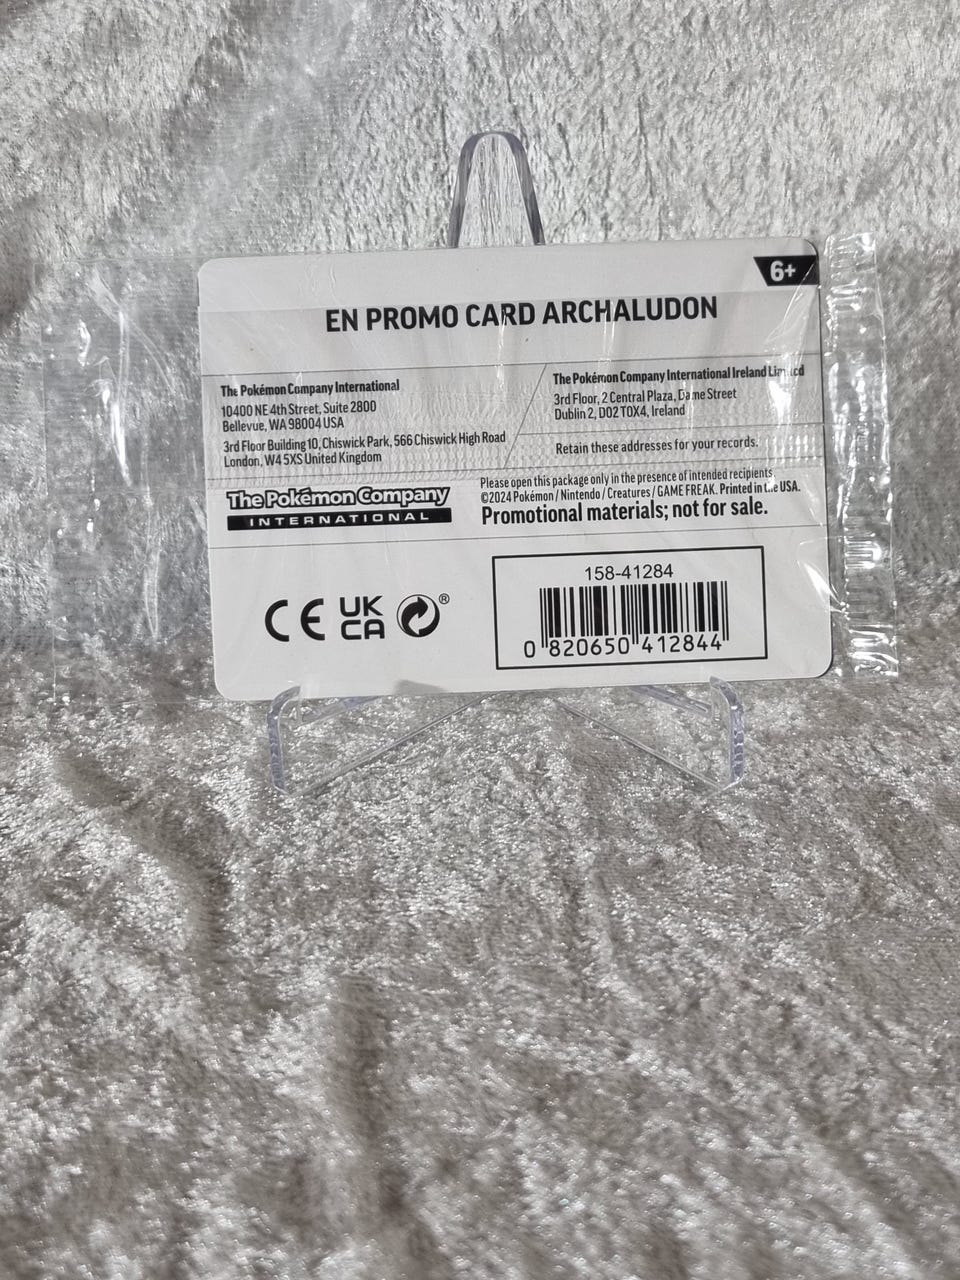 6+
EN PROMO CARD ARCHALUDON
The Pokémon Company International
10400 NE 4th Street, Suite 2800
Bellevue, WA 98004 USA
3rd Floor Building 10, Chiswick Park, 566 Chiswick High Road
London, W4 5XS United Kingdom
The Pokémon Company International Ireland Limited
3rd Floor, 2 Central Plaza, Dame Street
Dublin 2, D02 T0X4, Ireland
Retain these addresses for your records.
The Pokémon Company
INTERNATIONAL
Please open this package only in the presence of intended recipients.
©2024 Pokémon / Nintendo / Creatures / GAME FREAK. Printed in the USA.
Promotional materials; not for sale.
CE
UK
CA
®
158-41284
0 820650 412844